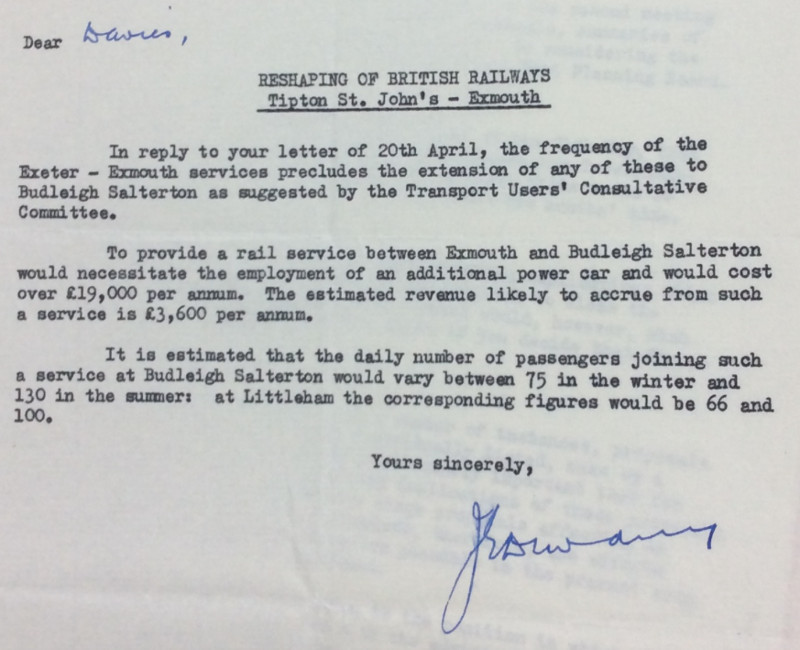 Dear Davies,
RESHAPING OF BRITISH RAILWAYS
Tipton St. John's - Exmouth
In reply to your letter of 20th April, the frequency of the
Exeter - Exmouth services precludes the extension of any of these to
Budleigh Salterton as suggested by the Transport Users' Consultative
Committee.
To provide a rail service between Exmouth and Budleigh Salterton
would necessitate the employment of an additional power car and would cost
over £19,000 per annum. The estimated revenue likely to accrue from such
a service is £3,600 per annum.
It is estimated that the daily number of passengers joining such
a service at Budleigh Salterton would vary between 75 in the winter and
130 in the summer: at Littleham the corresponding figures would be 66 and
100.
Yours sincerely,